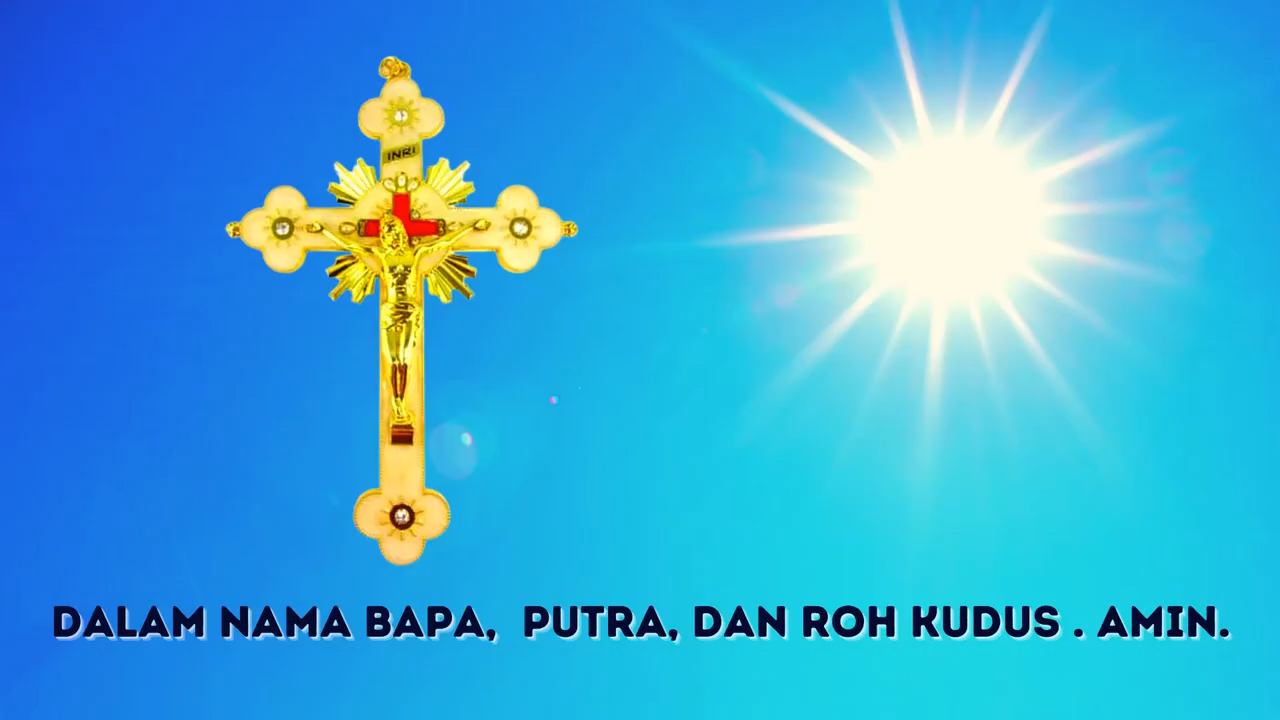 INRI
DALAM NAMA BAPA,  PUTRA, DAN ROH KUDUS . AMIN.